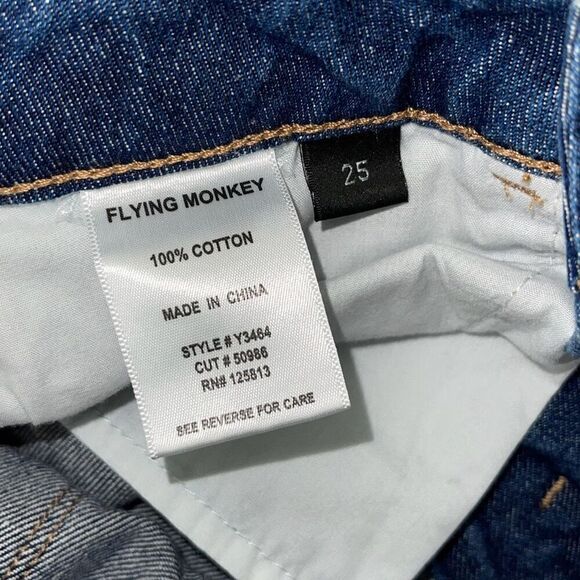 FLYING MONKEY
25
100% COTTON
MADE IN CHINA
STYLE # Y3464
CUT # 50986
RN# 125813
SEE REVERSE FOR CARE